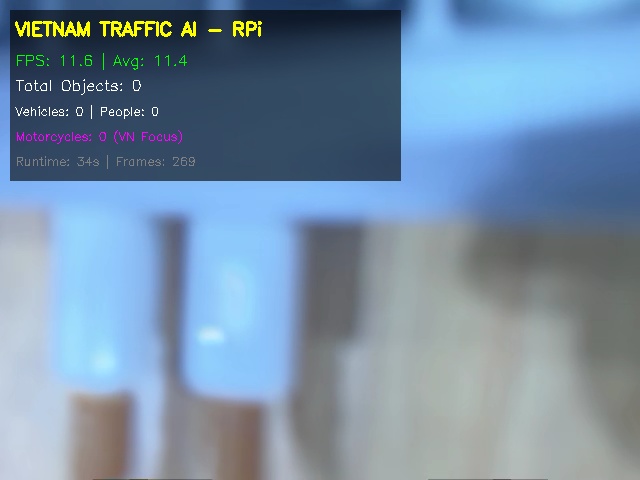 VIETNAM TRAFFIC AI - RPi
FPS: 11.6 | Avg: 11.4
Total Objects: 0
Vehicles: 0 | People: 0
Motorcycles: 0 (VN Focus)
Runtime: 34s | Frames: 269